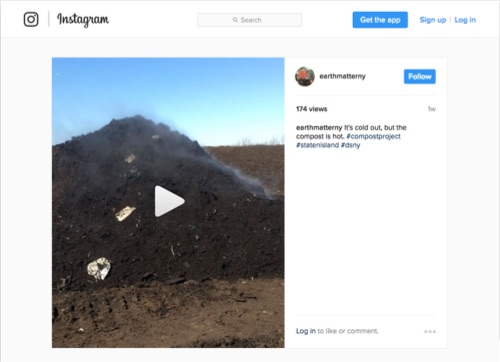 Instagram
Search
Get the app
Sign up | Log in
earthmatterny
Follow
174 views
1w
earthmatterny It's cold out, but the
compost is hot. #compostproject
#statenisland #dsny
Log in to like or comment.